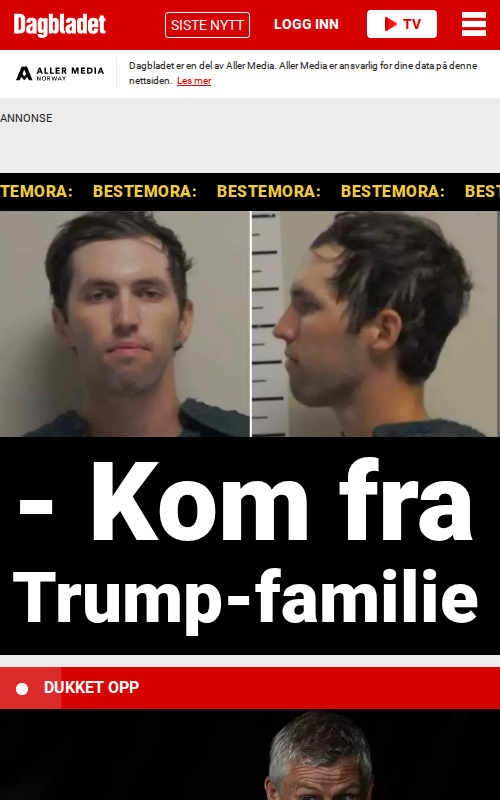 Dagbladet
SISTE NYTT
LOGG INN
TV
ALLER MEDIA
NORWAY
Dagbladet er en del av Aller Media. Aller Media er ansvarlig for dine data på denne
nettsiden. Les mer
ANNONSE
TEMORA: BESTEMORA: BESTEMORA: BESTEMORA: BEST
- Kom fra
Trump-familie
DUKKET OPP